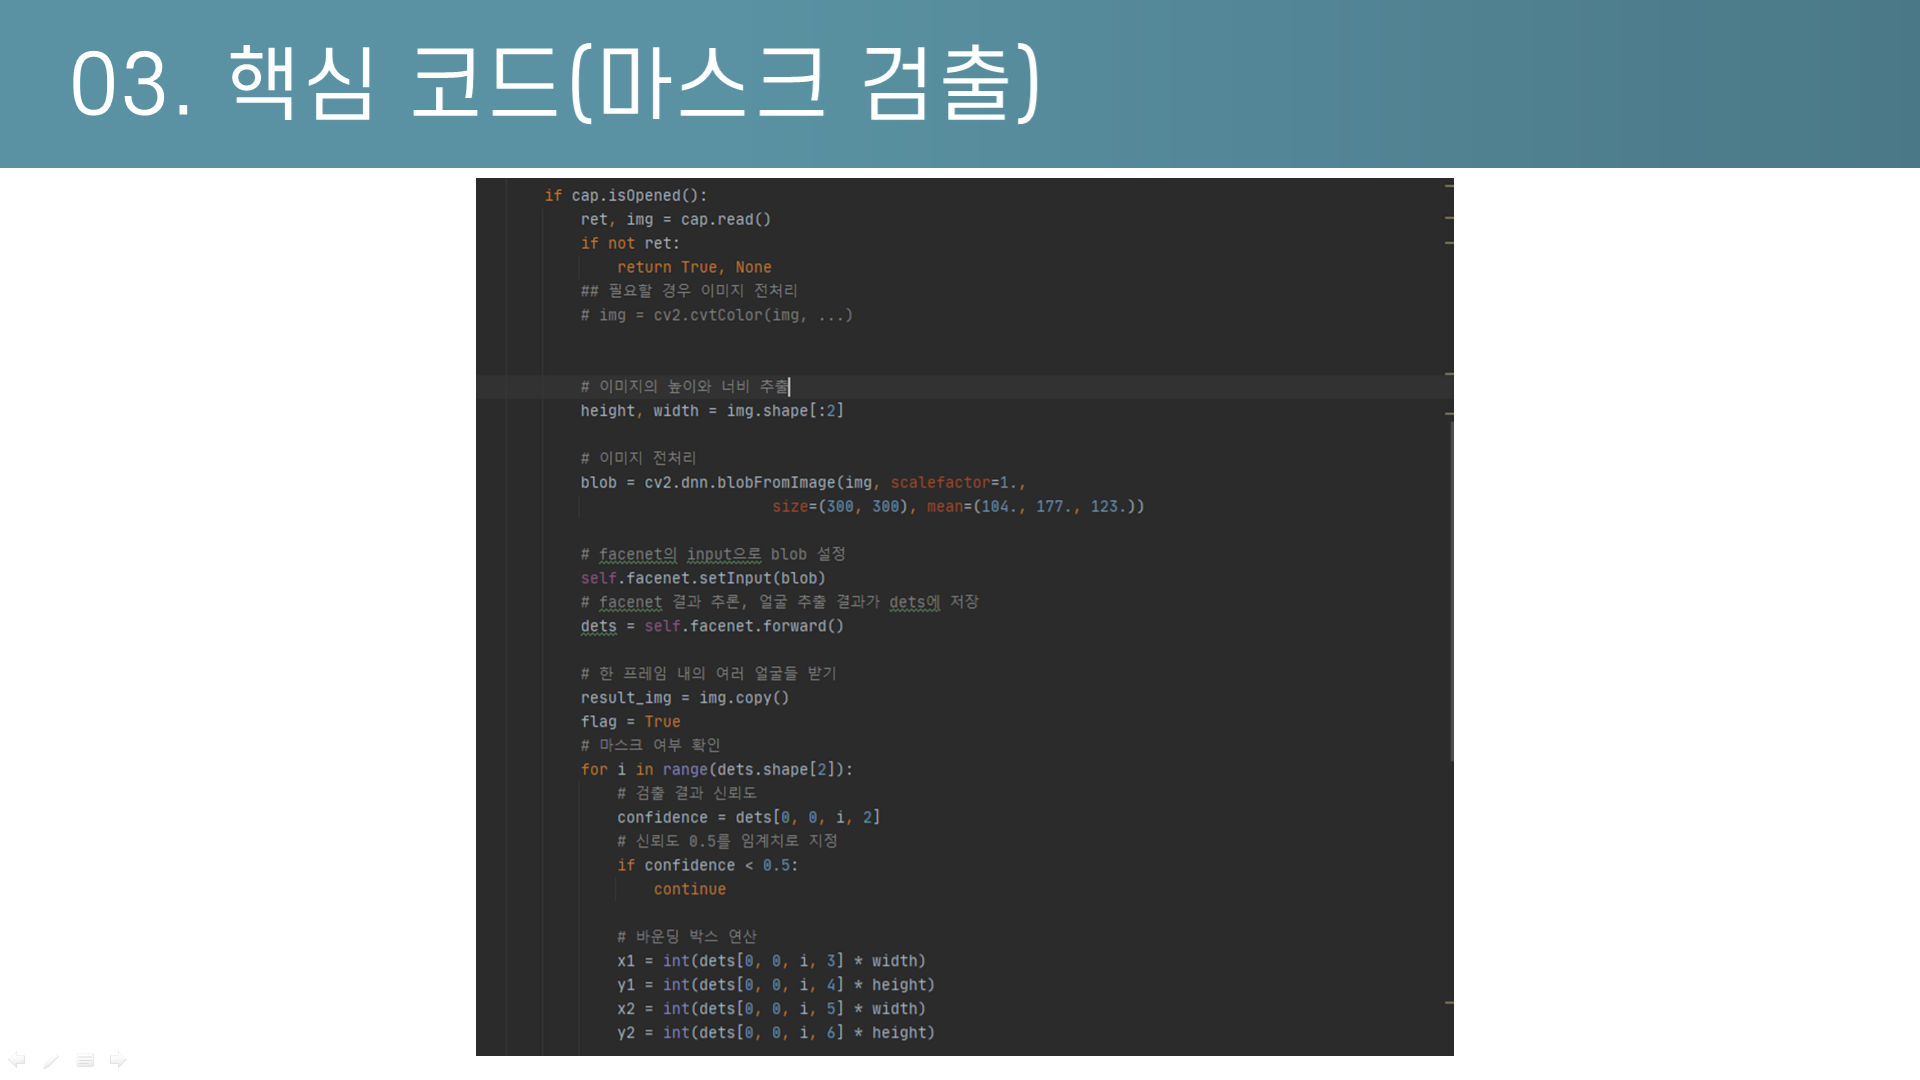 03. 핵심 코드(마스크 검출)
if cap.isOpened():
ret, img = cap.read()
if not ret:
return True, None
## 필요할 경우 이미지 전처리
# img = cv2.cvtColor(img, ...)
# 이미지의 높이와 너비 추출
height, width = img.shape[:2]
# 이미지 전처리
blob = cv2.dnn.blobFromImage(img, scalefactor=1.,
size=(300, 300), mean=(104., 177., 123.))
# facenet의 input으로 blob 설정
self.facenet.setInput(blob)
# facenet 결과 추론, 얼굴 추출 결과가 dets에 저장
dets = self.facenet.forward()
# 한 프레임 내의 여러 얼굴들 받기
result_img = img.copy()
flag = True
# 마스크 여부 확인
for i in range(dets.shape[2]):
# 검출 결과 신뢰도
confidence = dets[0, 0, i, 2]
# 신뢰도 0.5를 임계치로 지정
if confidence < 0.5:
continue
# 바운딩 박스 연산
x1 = int(dets[0, 0, i, 3] * width)
y1 = int(dets[0, 0, i, 4] * height)
x2 = int(dets[0, 0, i, 5] * width)
y2 = int(dets[0, 0, i, 6] * height)